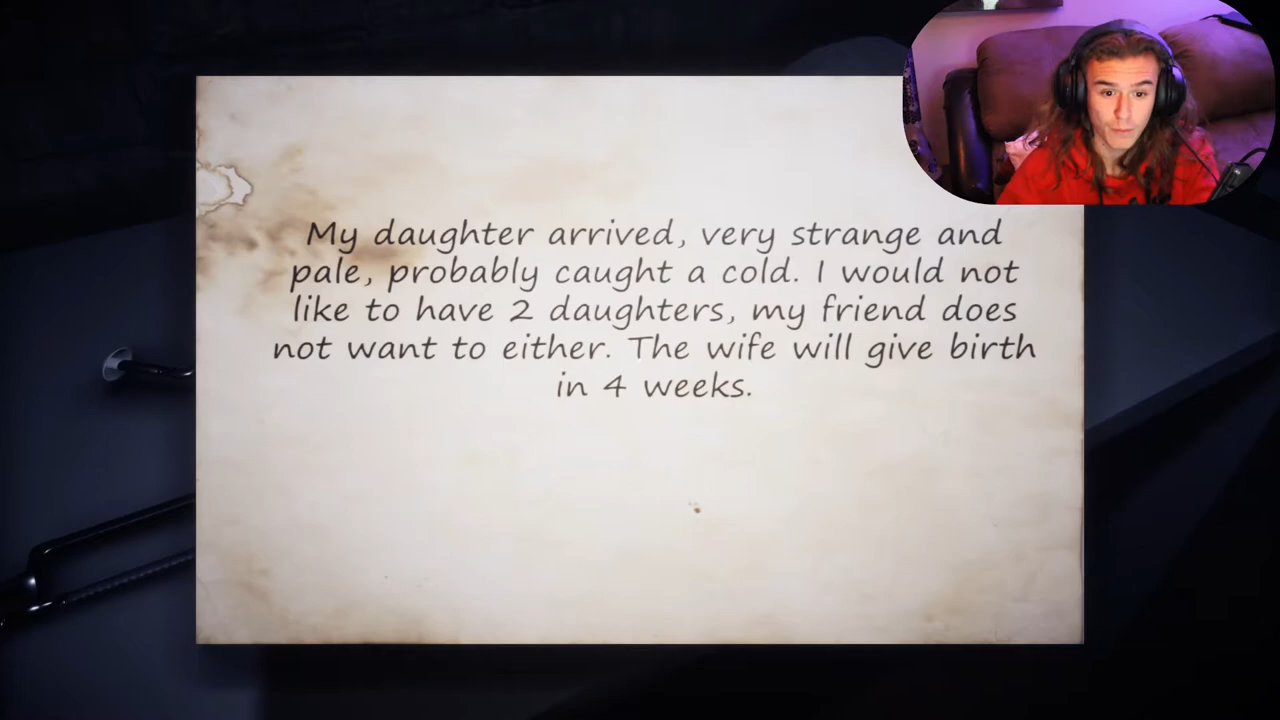 My daughter arrived, very strange and
pale, probably caught a cold. I would not
like to have 2 daughters, my friend does
not want to either. The wife will give birth
in 4 weeks.